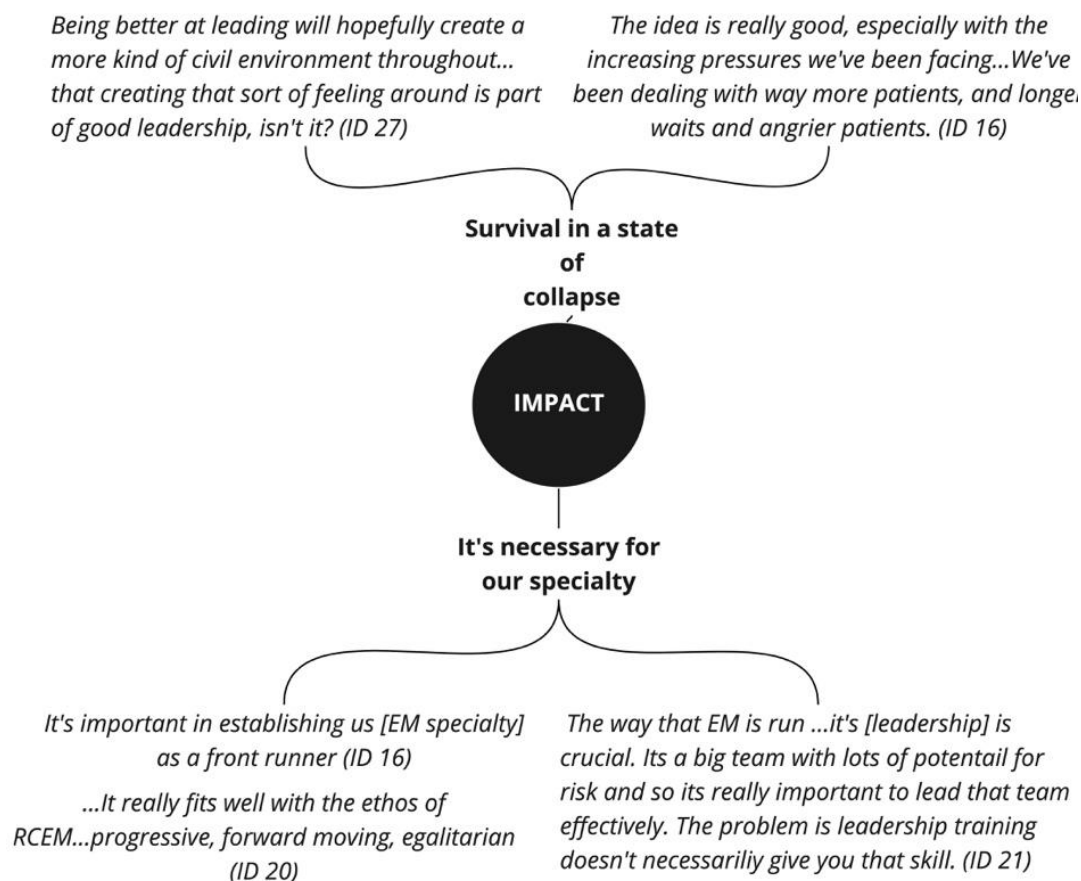 Being better at leading will hopefully create a
more kind of civil environment throughout...
that creating that sort of feeling around is part
of good leadership, isn't it? (ID 27)
The idea is really good, especially with the
increasing pressures we've been facing...We've
been dealing with way more patients, and longer
waits and angrier patients. (ID 16)
Survival in a state
of
collapse
IMPACT
It's necessary for
our specialty
It's important in establishing us [EM specialty]
as a front runner (ID 16)
...It really fits well with the ethos of
RCEM...progressive, forward moving, egalitarian
(ID 20)
The way that EM is run ...it's [leadership] is
crucial. Its a big team with lots of potentail for
risk and so its really important to lead that team
effectively. The problem is leadership training
doesn't necessariliy give you that skill. (ID 21)